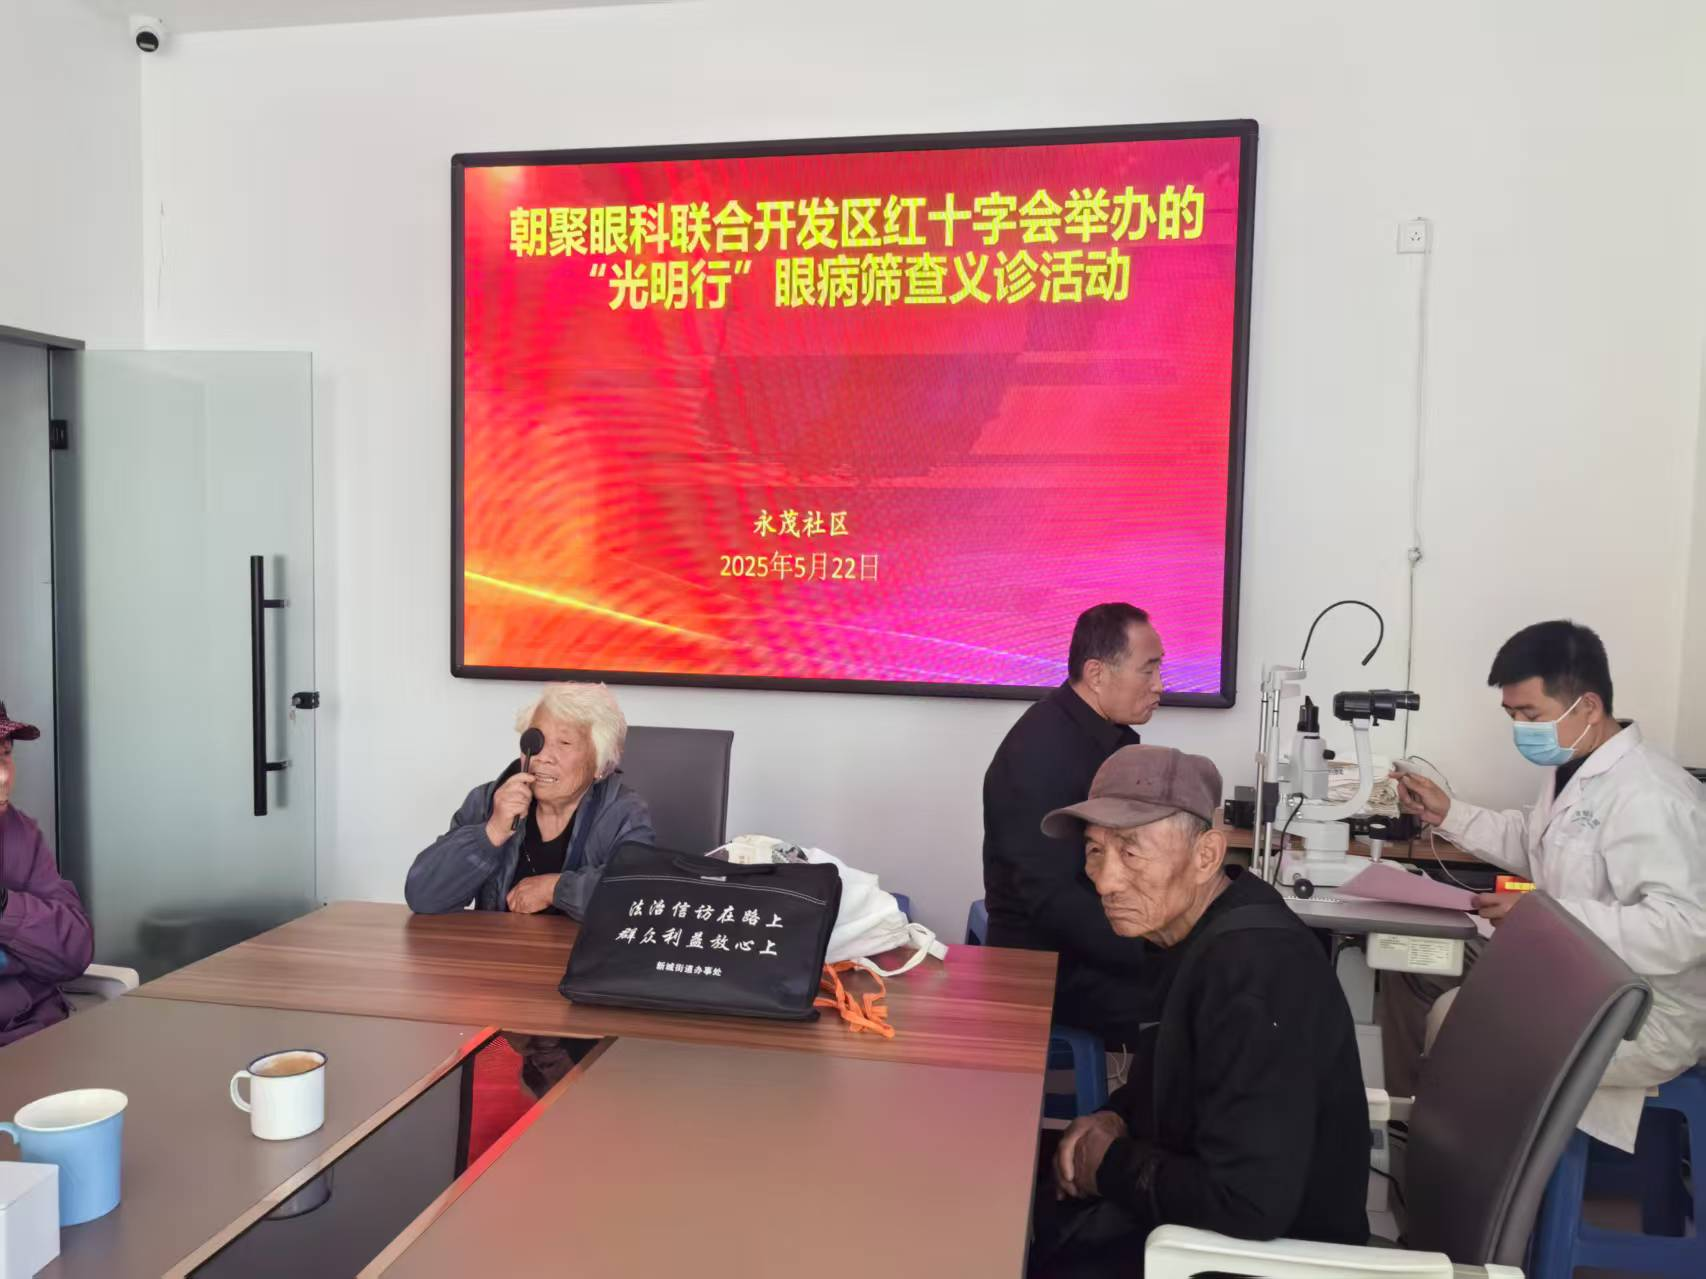 朝聚眼科联合开发区红十字会举办的
“光明行”眼病筛查义诊活动
永茂社区
2025年5月22日
法治信访在路上
群众利益放心上
新城街道办事处